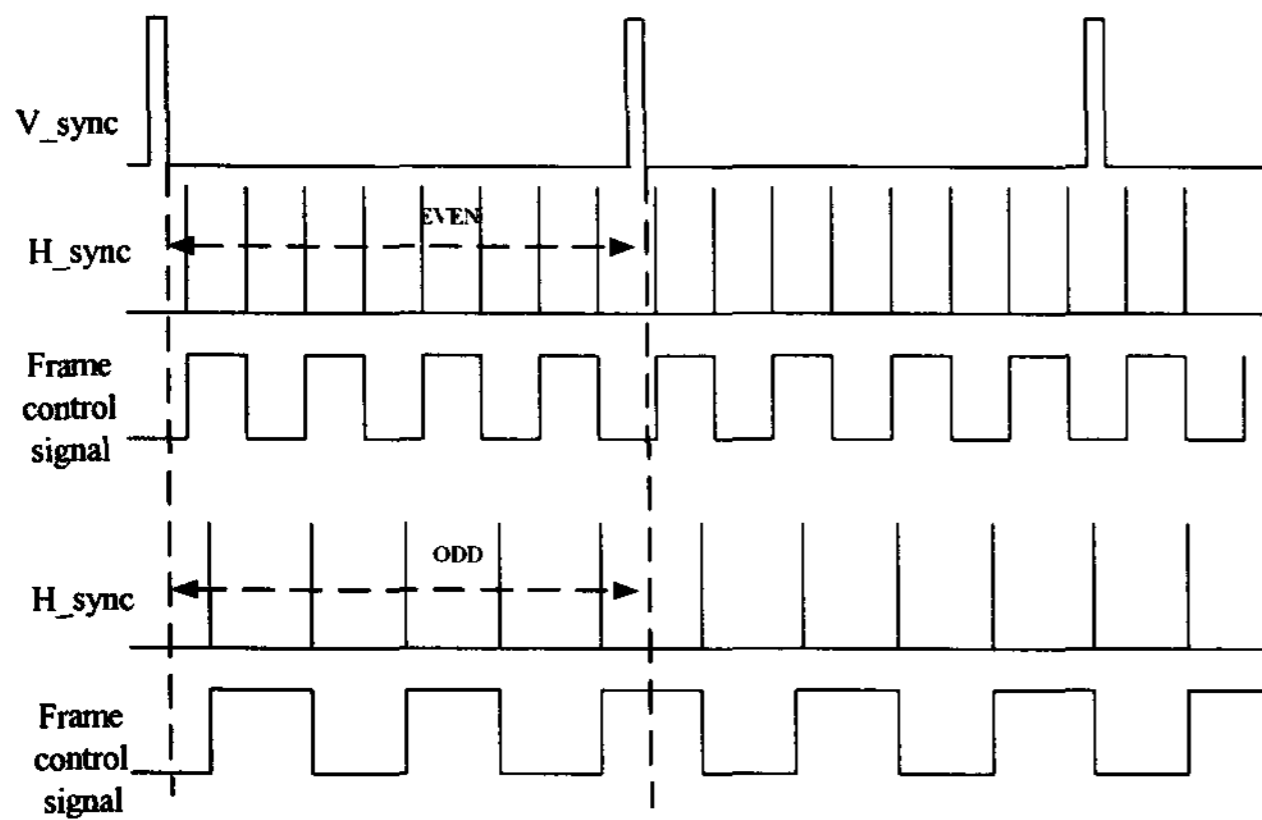 V_sync
EVEN
H_sync
Frame
control
signal
ODD
H_sync
Frame
control
signal